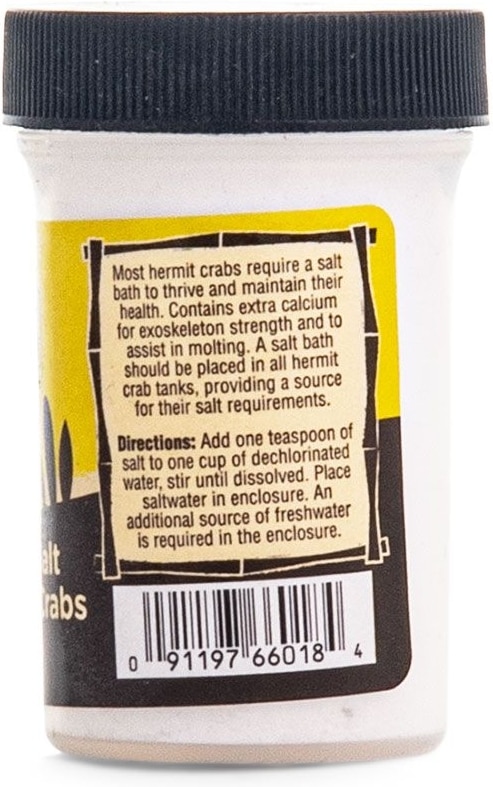 Most hermit crabs require a salt
bath to thrive and maintain their
health. Contains extra calcium
for exoskeleton strength and to
assist in molting. A salt bath
should be placed in all hermit
crab tanks, providing a source
for their salt requirements.
Directions: Add one teaspoon of
salt to one cup of dechlorinated
water, stir until dissolved. Place
saltwater in enclosure. An
additional source of freshwater
is required in the enclosure.
alt
Crabs
0 91197 66018 4